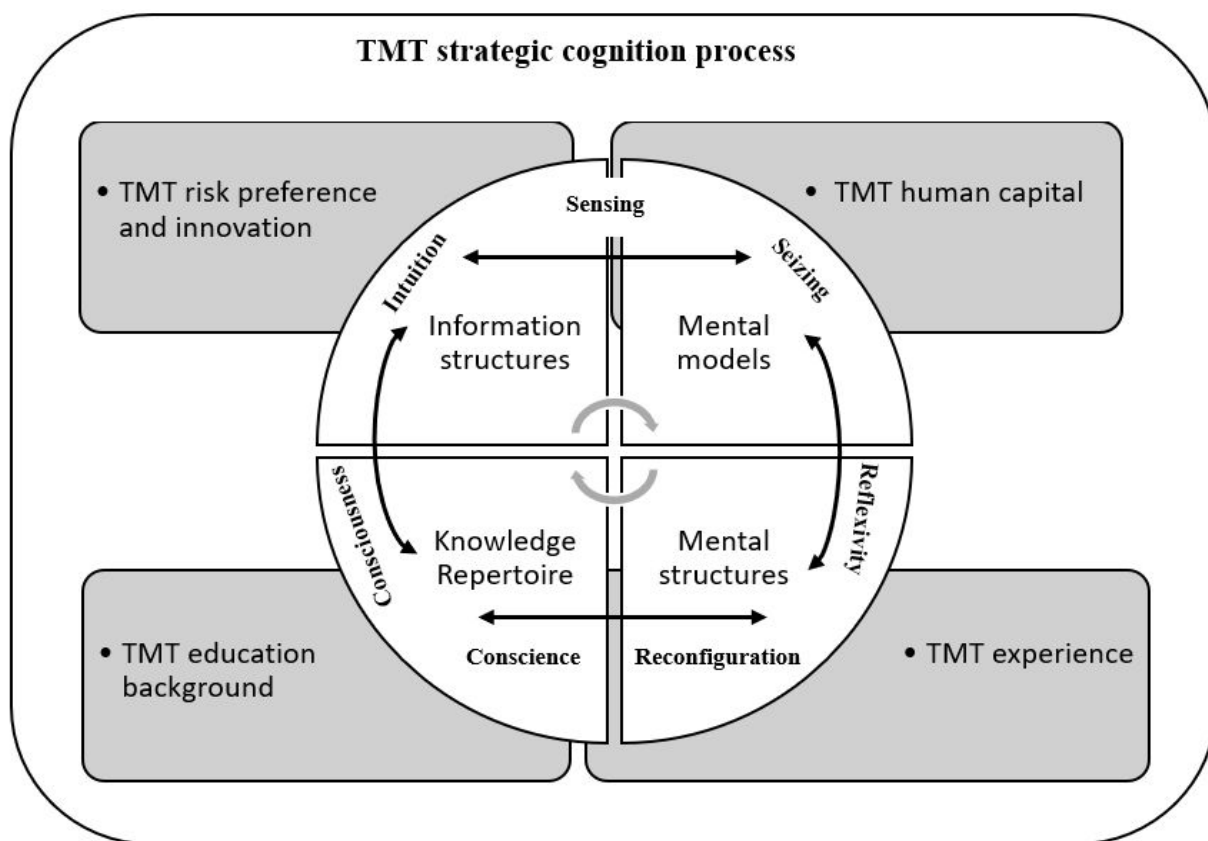 TMT strategic cognition process
• TMT risk preference
and innovation
• TMT human capital
Sensing
Intuition
Seizing
Information
structures
Mental
models
Consciousness
Reflexivity
Knowledge
Repertoire
Mental
structures
Conscience
Reconfiguration
• TMT education
background
• TMT experience